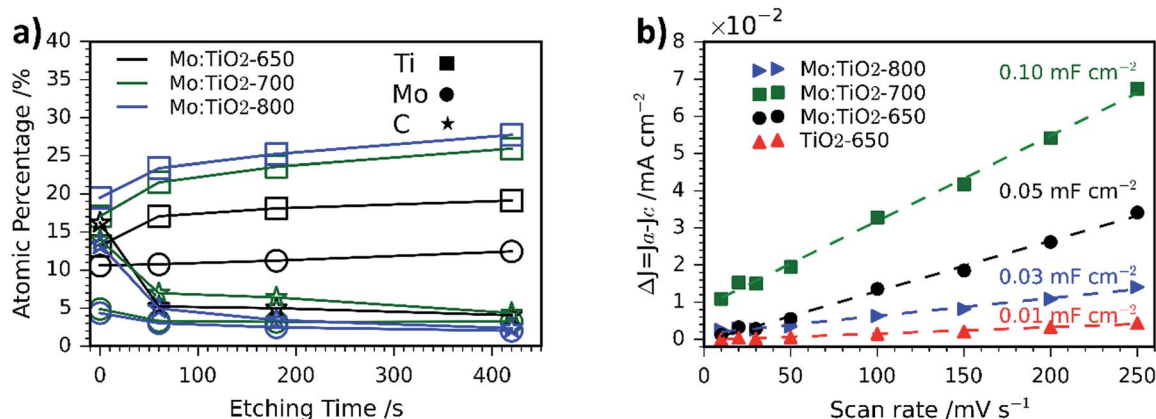 a)
Atomic Percentage /%
40
35
30
25
20
15
10
5
0
Mo:TiO2-650
Mo:TiO2-700
Mo:TiO2-800
Ti
Mo
C
0 100 200 300 400
Etching Time /s
b)
×10⁻²
ΔJ=Ja-Jc /mA cm⁻²
8
7
6
5
4
3
2
1
0
Mo:TiO2-800
Mo:TiO2-700
Mo:TiO2-650
TiO2-650
0.10 mF cm⁻²
0.05 mF cm⁻²
0.03 mF cm⁻²
0.01 mF cm⁻²
0 50 100 150 200 250
Scan rate /mV s⁻¹